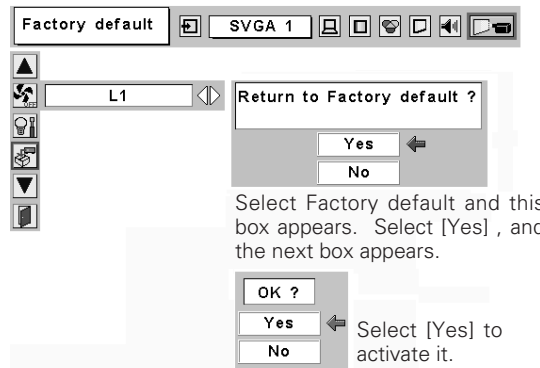 Factory default
SVGA 1
OFF
L1
Return to Factory default ?
Yes
No
Select Factory default and this
box appears. Select [Yes] , and
the next box appears.
OK ?
Yes
No
Select [Yes] to
activate it.